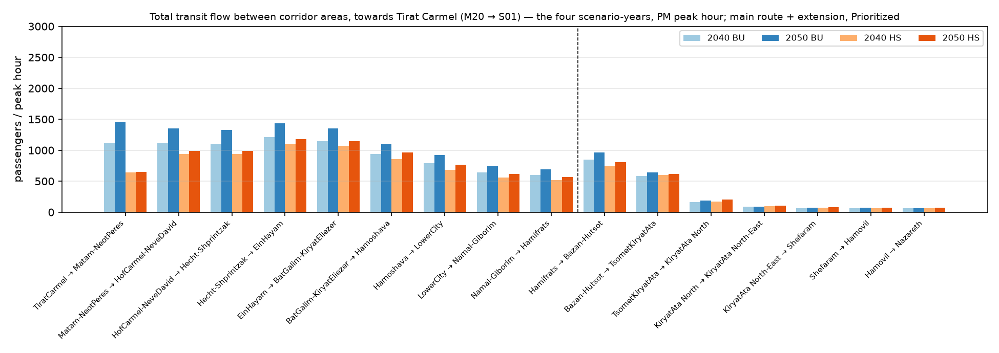 Total transit flow between corridor areas, towards Tirat Carmel (M20 → S01) — the four scenario-years, PM peak hour; main route + extension, Prioritized
2040 BU
2050 BU
2040 HS
2050 HS
passengers / peak hour
3000
2500
2000
1500
1000
500
0
TiratCarmel → Matam-NeotPeres
Matam-NeotPeres → HofCarmel-NeveDavid
HofCarmel-NeveDavid → Hecht-Shprintzak
Hecht-Shprintzak → EinHayam
EinHayam → BatGalim-KiryatEliezer
BatGalim-KiryatEliezer → Hamoshava
Hamoshava → LowerCity
LowerCity → Namal-Giborim
Namal-Giborim → Hamifrats
Hamifrats → Bazan-Hutsot
Bazan-Hutsot → TsometKiryatAta
TsometKiryatAta → KiryatAta North
KiryatAta North → KiryatAta North-East
KiryatAta North-East → Shefaram
Shefaram → Hamovil
Hamovil → Nazareth